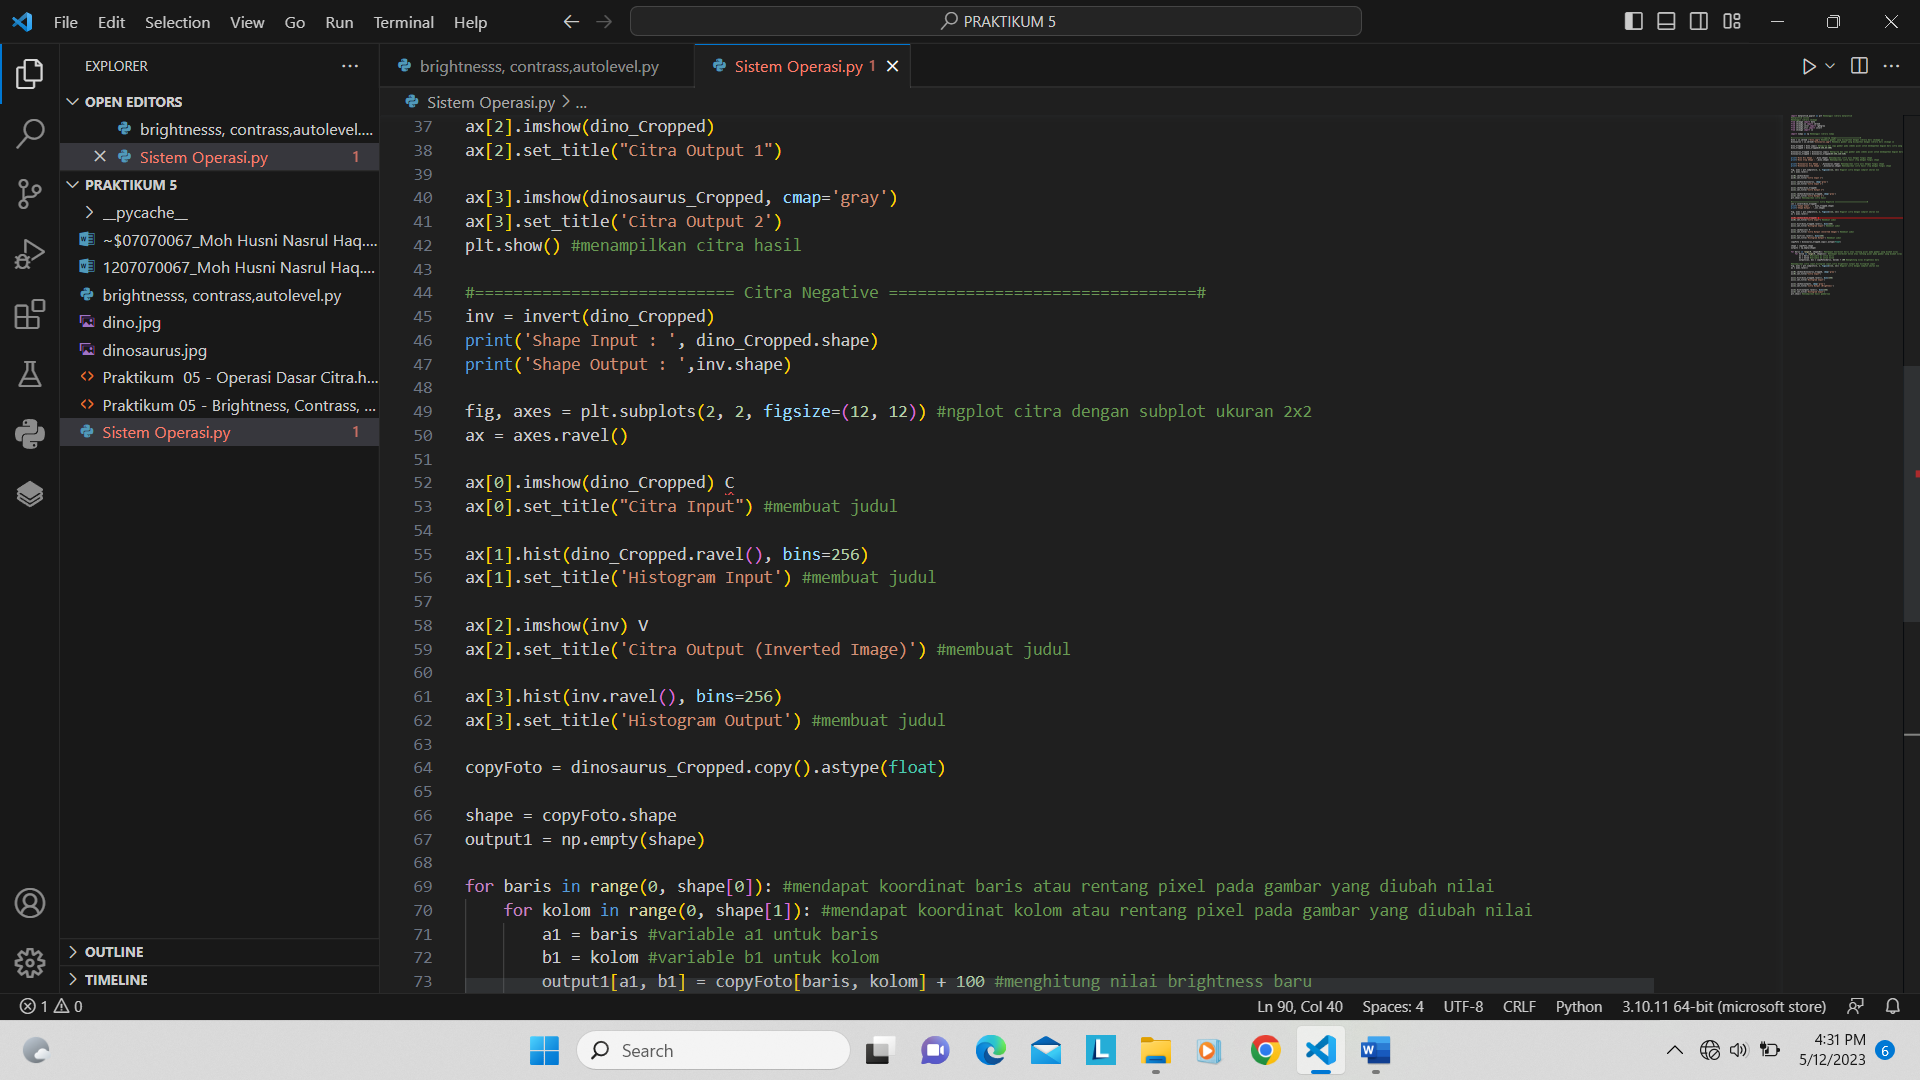 File Edit Selection View Go Run Terminal Help
PRAKTIKUM 5
EXPLORER
OPEN EDITORS
brightnesss, contrass,autolevel....
Sistem Operasi.py 1
PRAKTIKUM 5
__pycache__
~$07070067_Moh Husni Nasrul Haq....
1207070067_Moh Husni Nasrul Haq....
brightnesss, contrass,autolevel.py
dino.jpg
dinosaurus.jpg
Praktikum 05 - Operasi Dasar Citra.h...
Praktikum 05 - Brightness, Contrass, ...
Sistem Operasi.py 1
OUTLINE
TIMELINE
brightnesss, contrass,autolevel.py
Sistem Operasi.py 1
Sistem Operasi.py > ...
37 ax[2].imshow(dino_Cropped)
38 ax[2].set_title("Citra Output 1")
39
40 ax[3].imshow(dinosaurus_Cropped, cmap='gray')
41 ax[3].set_title('Citra Output 2')
42 plt.show() #menampilkan citra hasil
43
44 #=========================== Citra Negative ================================#
45 inv = invert(dino_Cropped)
46 print('Shape Input : ', dino_Cropped.shape)
47 print('Shape Output : ',inv.shape)
48
49 fig, axes = plt.subplots(2, 2, figsize=(12, 12)) #ngplot citra dengan subplot ukuran 2x2
50 ax = axes.ravel()
51
52 ax[0].imshow(dino_Cropped) C
53 ax[0].set_title("Citra Input") #membuat judul
54
55 ax[1].hist(dino_Cropped.ravel(), bins=256)
56 ax[1].set_title('Histogram Input') #membuat judul
57
58 ax[2].imshow(inv) V
59 ax[2].set_title('Citra Output (Inverted Image)') #membuat judul
60
61 ax[3].hist(inv.ravel(), bins=256)
62 ax[3].set_title('Histogram Output') #membuat judul
63
64 copyFoto = dinosaurus_Cropped.copy().astype(float)
65
66 shape = copyFoto.shape
67 output1 = np.empty(shape)
68
69 for baris in range(0, shape[0]): #mendapat koordinat baris atau rentang pixel pada gambar yang diubah nilai
70 for kolom in range(0, shape[1]): #mendapat koordinat kolom atau rentang pixel pada gambar yang diubah nilai
71 a1 = baris #variable a1 untuk baris
72 b1 = kolom #variable b1 untuk kolom
73 output1[a1, b1] = copyFoto[baris, kolom] + 100 #menghitung nilai brightness baru
1 0
Ln 90, Col 40 Spaces: 4 UTF-8 CRLF Python 3.10.11 64-bit (microsoft store)
Search
L
4:31 PM
5/12/2023
6